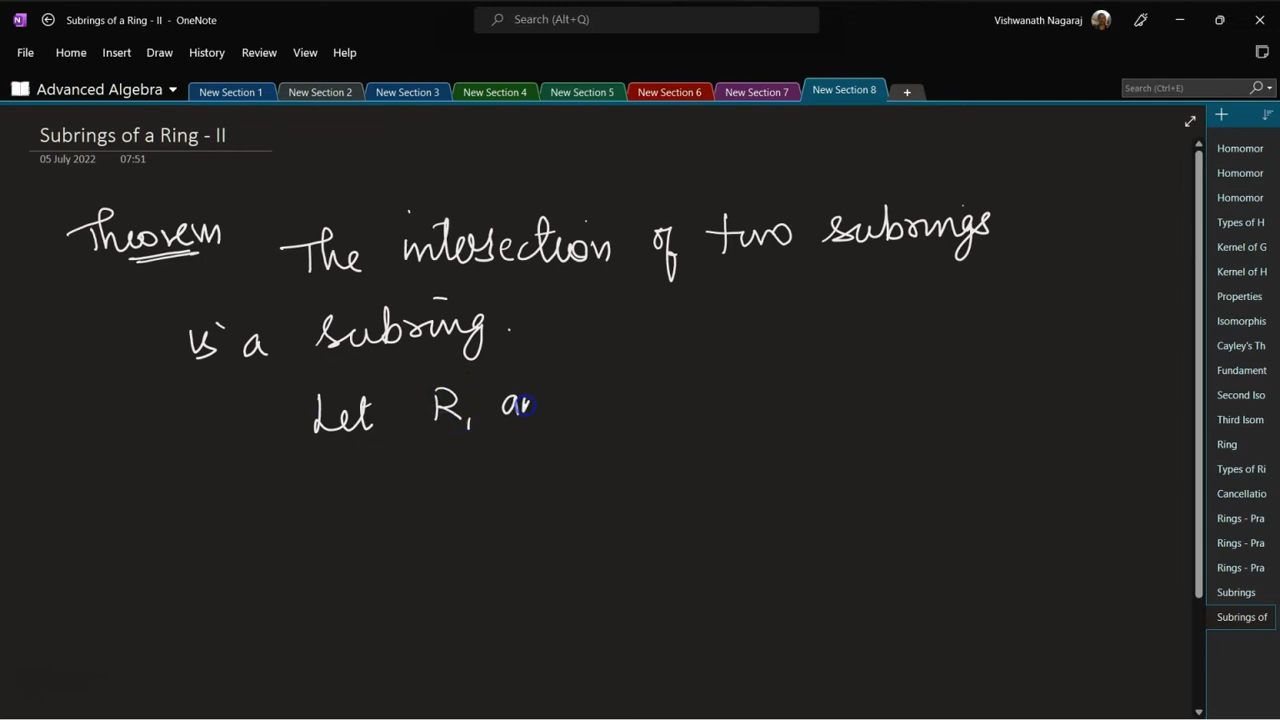 Subrings of a Ring - II - OneNote
Search (Alt+Q)
Vishwanath Nagaraj
File Home Insert Draw History Review View Help
Advanced Algebra
New Section 1 New Section 2 New Section 3 New Section 4 New Section 5 New Section 6 New Section 7 New Section 8
Search (Ctrl+E)
Subrings of a Ring - II
05 July 2022 07:51
Theorem The intersection of two subrings
is a subring.
Let R1 an
Homomor
Homomor
Homomor
Types of H
Kernel of G
Kernel of H
Properties
Isomorphis
Cayley's Th
Fundament
Second Iso
Third Isom
Ring
Types of Ri
Cancellatio
Rings - Pra
Rings - Pra
Rings - Pra
Subrings
Subrings of